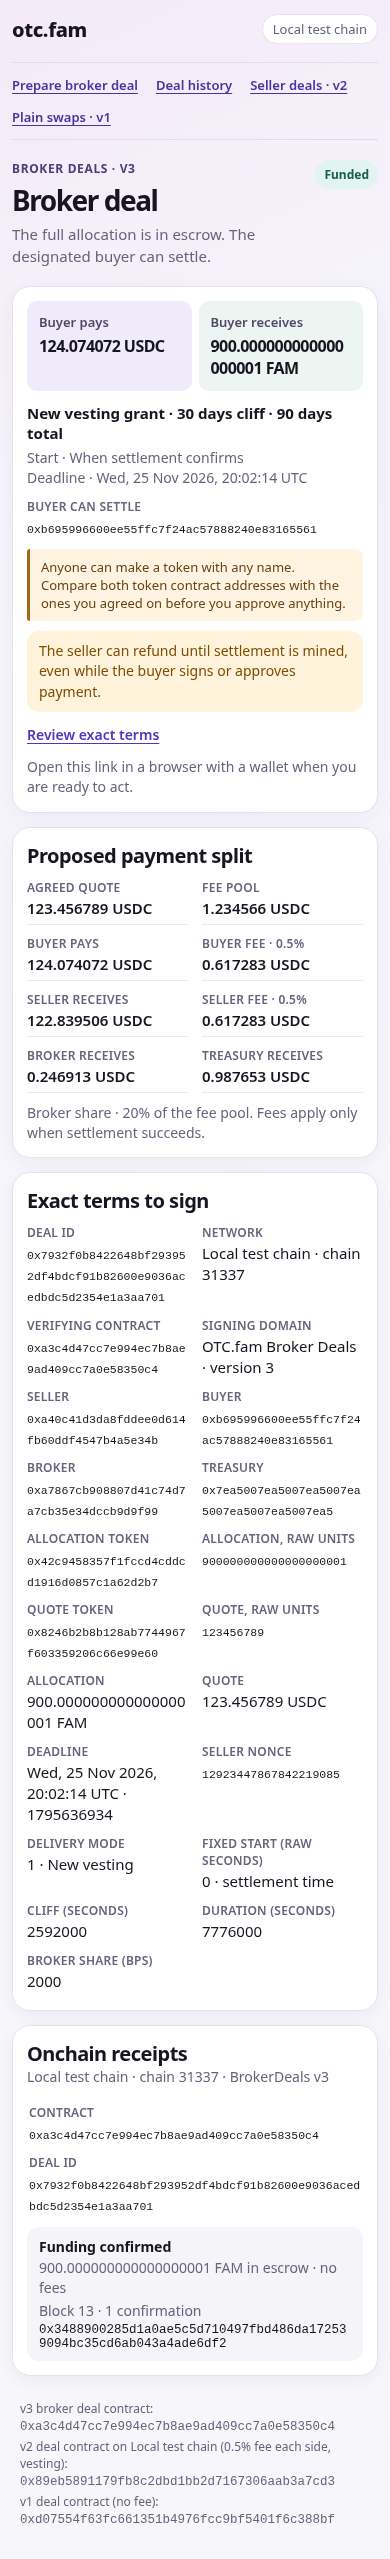 otc.fam
Local test chain
Prepare broker deal
Deal history
Seller deals · v2
Plain swaps · v1
BROKER DEALS · V3
Broker deal
Funded
The full allocation is in escrow. The
designated buyer can settle.
Buyer pays
124.074072 USDC
Buyer receives
900.000000000000
000001 FAM
New vesting grant · 30 days cliff · 90 days
total
Start · When settlement confirms
Deadline · Wed, 25 Nov 2026, 20:02:14 UTC
BUYER CAN SETTLE
0xb695996600ee55ffc7f24ac57888240e83165561
Anyone can make a token with any name.
Compare both token contract addresses with the
ones you agreed on before you approve anything.
The seller can refund until settlement is mined,
even while the buyer signs or approves
payment.
Review exact terms
Open this link in a browser with a wallet when you
are ready to act.
Proposed payment split
AGREED QUOTE
123.456789 USDC
FEE POOL
1.234566 USDC
BUYER PAYS
124.074072 USDC
BUYER FEE · 0.5%
0.617283 USDC
SELLER RECEIVES
122.839506 USDC
SELLER FEE · 0.5%
0.617283 USDC
BROKER RECEIVES
0.246913 USDC
TREASURY RECEIVES
0.987653 USDC
Broker share · 20% of the fee pool. Fees apply only
when settlement succeeds.
Exact terms to sign
DEAL ID
0x7932f0b8422648bf29395
2df4bdcf91b82600e9036ac
edbdc5d2354e1a3aa701
NETWORK
Local test chain · chain
31337
VERIFYING CONTRACT
0xa3c4d47cc7e994ec7b8ae
9ad409cc7a0e58350c4
SIGNING DOMAIN
OTC.fam Broker Deals
· version 3
SELLER
0xa40c41d3da8fddee0d614
fb60ddf4547b4a5e34b
BUYER
0xb695996600ee55ffc7f24
ac57888240e83165561
BROKER
0xa7867cb908807d41c74d7
a7cb35e34dccb9d9f99
TREASURY
0x7ea5007ea5007ea5007ea
5007ea5007ea5007ea5
ALLOCATION TOKEN
0x42c9458357f1fccd4cddc
d1916d0857c1a62d2b7
ALLOCATION, RAW UNITS
900000000000000000001
QUOTE TOKEN
0x8246b2b8b128ab7744967
f603359206c66e99e60
QUOTE, RAW UNITS
123456789
ALLOCATION
900.000000000000000
001 FAM
QUOTE
123.456789 USDC
DEADLINE
Wed, 25 Nov 2026,
20:02:14 UTC ·
1795636934
SELLER NONCE
1292344786784221908​5
DELIVERY MODE
1 · New vesting
FIXED START (RAW
SECONDS)
0 · settlement time
CLIFF (SECONDS)
2592000
DURATION (SECONDS)
7776000
BROKER SHARE (BPS)
2000
Onchain receipts
Local test chain · chain 31337 · BrokerDeals v3
CONTRACT
0xa3c4d47cc7e994ec7b8ae9ad409cc7a0e58350c4
DEAL ID
0x7932f0b8422648bf293952df4bdcf91b82600e9036aced
bdc5d2354e1a3aa701
Funding confirmed
900.000000000000000001 FAM in escrow · no
fees
Block 13 · 1 confirmation
0x3488900285d1a0ae5c5d710497fbd486da17253
9094bc35cd6ab043a4ade6df2
v3 broker deal contract:
0xa3c4d47cc7e994ec7b8ae9ad409cc7a0e58350c4
v2 deal contract on Local test chain (0.5% fee each side,
vesting):
0x89eb5891179fb8c2dbd1bb2d7167306aab3a7cd3
v1 deal contract (no fee):
0xd07554f63fc661351b4976fcc9bf5401f6c388bf